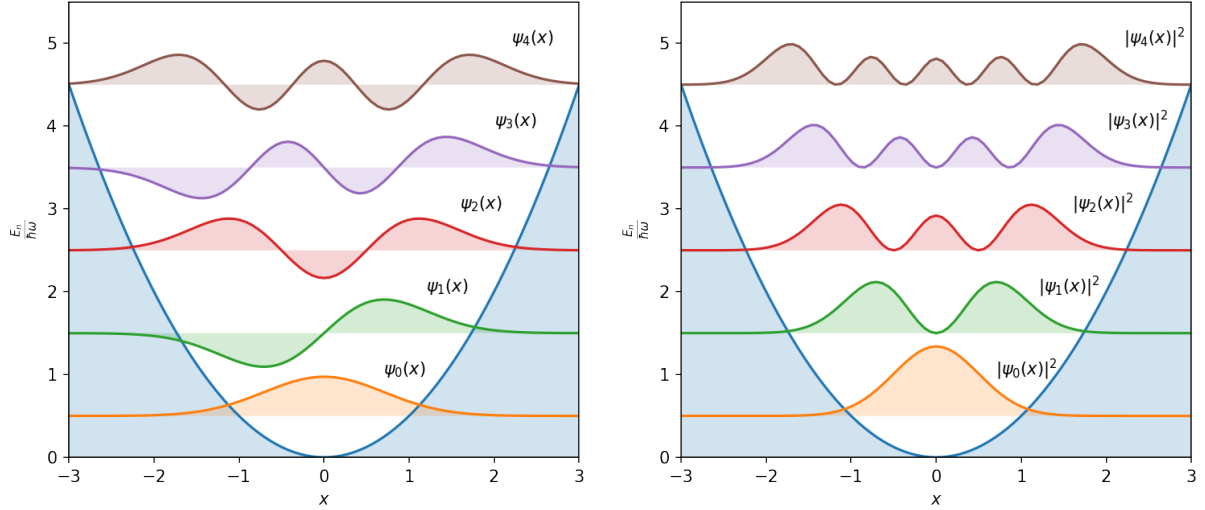 5
4
3
2
1
0
E_n/ħω
−3 −2 −1 0 1 2 3
x
ψ₄(x)
ψ₃(x)
ψ₂(x)
ψ₁(x)
ψ₀(x)
5
4
3
2
1
0
E_n/ħω
−3 −2 −1 0 1 2 3
x
|ψ₄(x)|²
|ψ₃(x)|²
|ψ₂(x)|²
|ψ₁(x)|²
|ψ₀(x)|²